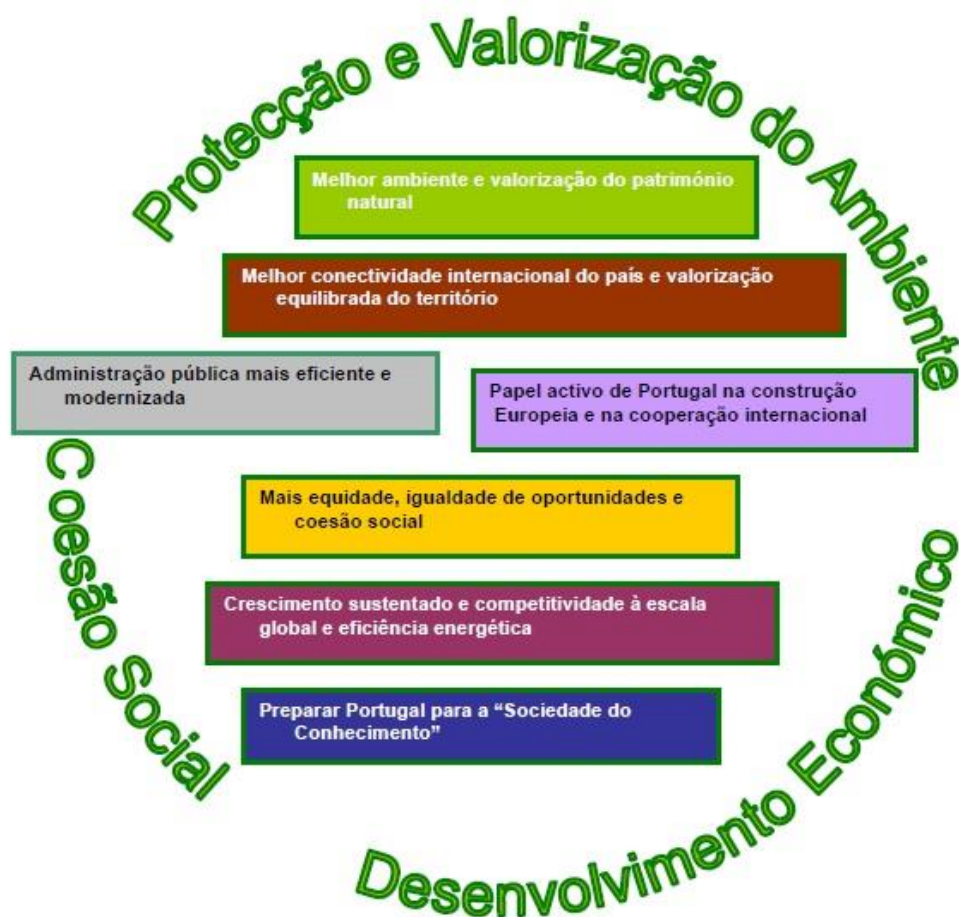 Protecção e Valorização do Ambiente
Melhor ambiente e valorização do património
natural
Melhor conectividade internacional do país e valorização
equilibrada do território
Administração pública mais eficiente e
modernizada
Papel activo de Portugal na construção
Europeia e na cooperação internacional
Mais equidade, igualdade de oportunidades e
coesão social
Crescimento sustentado e competitividade à escala
global e eficiência energética
Preparar Portugal para a “Sociedade do
Conhecimento”
Coesão Social
Desenvolvimento Económico